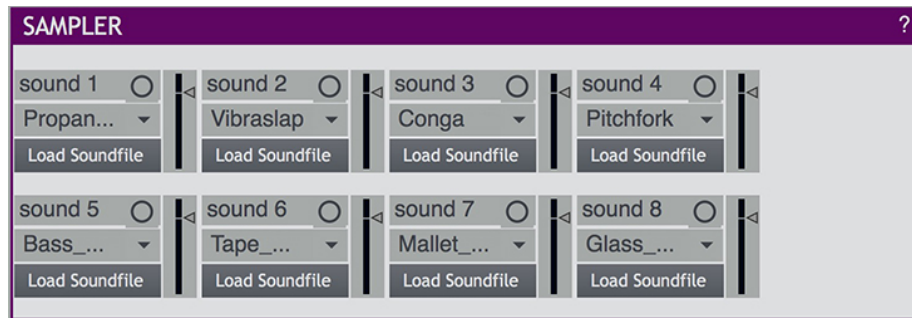 SAMPLER ?
sound 1 sound 2 sound 3 sound 4
Propan... Vibraslap Conga Pitchfork
Load Soundfile Load Soundfile Load Soundfile Load Soundfile
sound 5 sound 6 sound 7 sound 8
Bass_... Tape_... Mallet_... Glass_...
Load Soundfile Load Soundfile Load Soundfile Load Soundfile